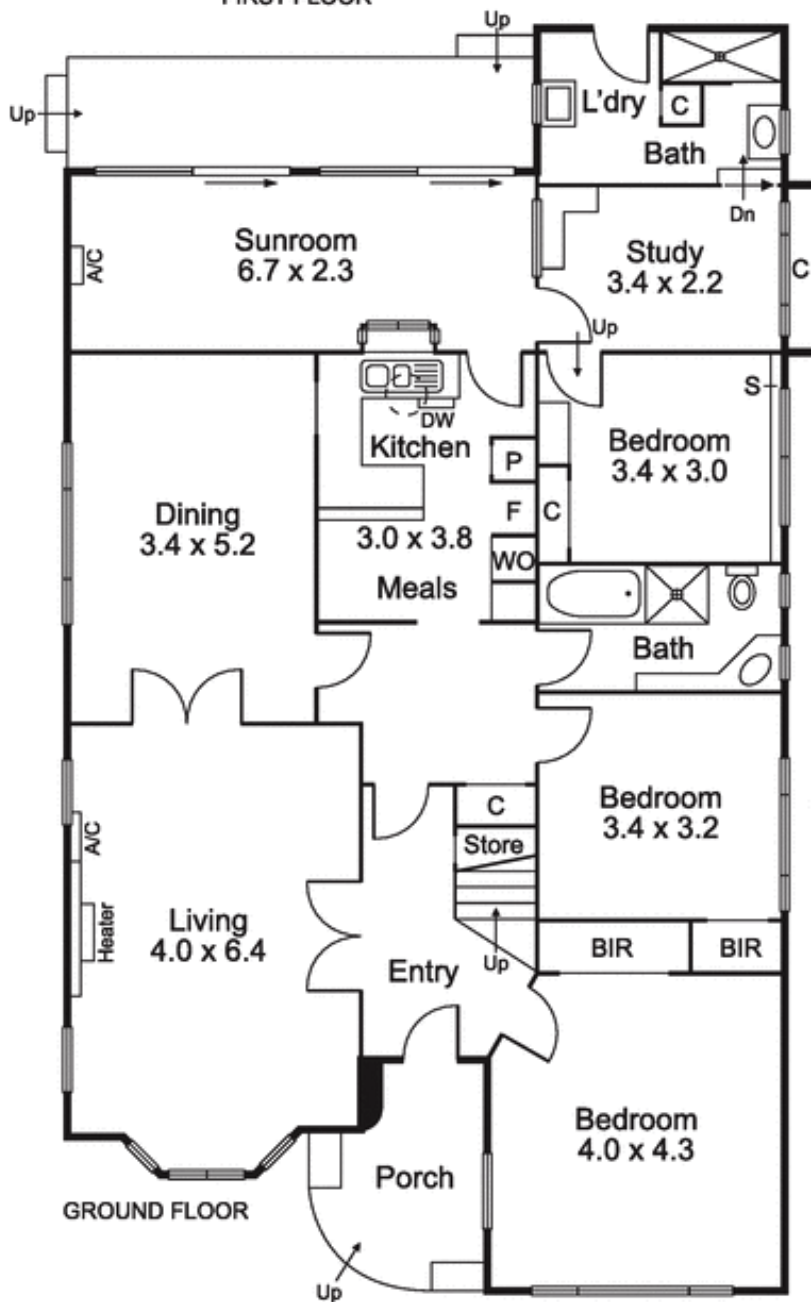 FIRST FLOOR
Up
Up
L'dry
C
Bath
Dn
Sunroom
6.7 x 2.3
A/C
Study
3.4 x 2.2
C
Up
S
DW
Kitchen
P
Bedroom
3.4 x 3.0
Dining
3.4 x 5.2
F
C
3.0 x 3.8
WO
Meals
Bath
C
Bedroom
3.4 x 3.2
Store
A/C
Heater
Living
4.0 x 6.4
Up
BIR
BIR
Entry
Bedroom
4.0 x 4.3
Porch
GROUND FLOOR
Up